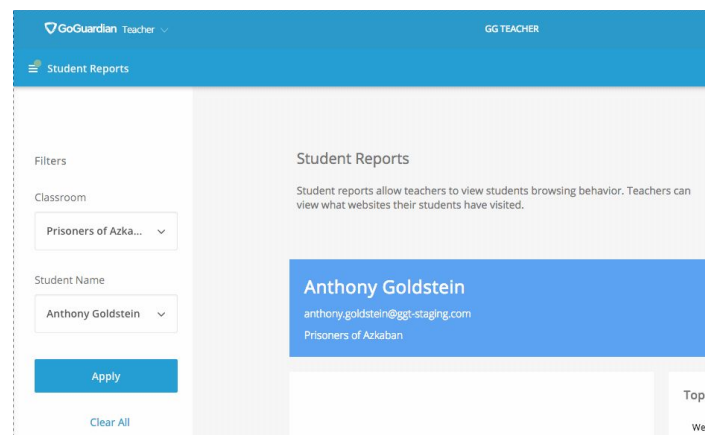 GoGuardian Teacher
GG TEACHER
Student Reports
Filters
Classroom
Prisoners of Azka...
Student Name
Anthony Goldstein
Apply
Clear All
Student Reports
Student reports allow teachers to view students browsing behavior. Teachers can
view what websites their students have visited.
Anthony Goldstein
anthony.goldstein@ggt-staging.com
Prisoners of Azkaban
Top
We